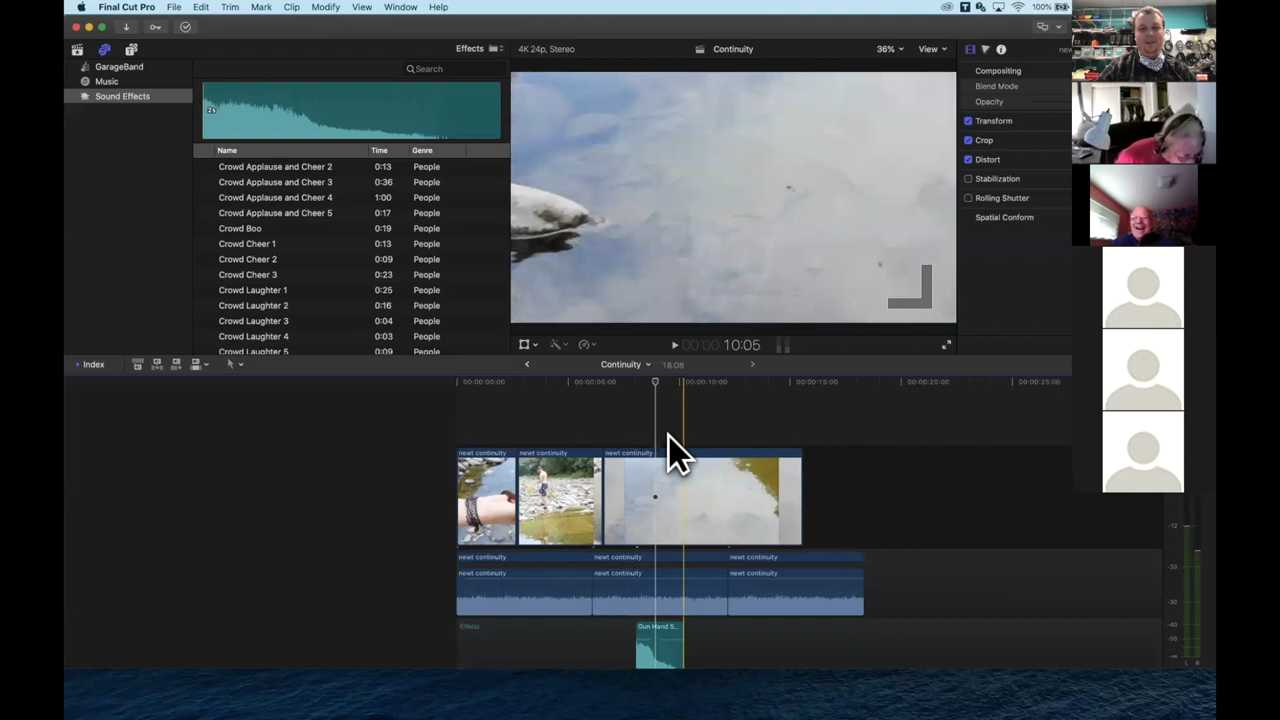 Final Cut Pro File Edit Trim Mark Clip Modify View Window Help 100%
Effects
4K 24p, Stereo Continuity 36% View
GarageBand
Music
Sound Effects
Search
Name Time Genre
Crowd Applause and Cheer 2 0:13 People
Crowd Applause and Cheer 3 0:36 People
Crowd Applause and Cheer 4 1:00 People
Crowd Applause and Cheer 5 0:17 People
Crowd Boo 0:19 People
Crowd Cheer 1 0:13 People
Crowd Cheer 2 0:09 People
Crowd Cheer 3 0:23 People
Crowd Laughter 1 0:25 People
Crowd Laughter 2 0:16 People
Crowd Laughter 3 0:04 People
Crowd Laughter 4 0:03 People
Crowd Laughter 5 0:09 People
Compositing
Blend Mode
Opacity
Transform
Crop
Distort
Stabilization
Rolling Shutter
Spatial Conform
00:00 10:05
Index Continuity 18:08
00:00:00:00 00:00:05:00 00:00:10:00 00:00:15:00 00:00:20:00 00:00:25:00
newt continuity newt continuity newt continuity
newt continuity newt continuity newt continuity
newt continuity newt continuity newt continuity
Effects Gun Hand S...
-12
-20
-30
-40
L R